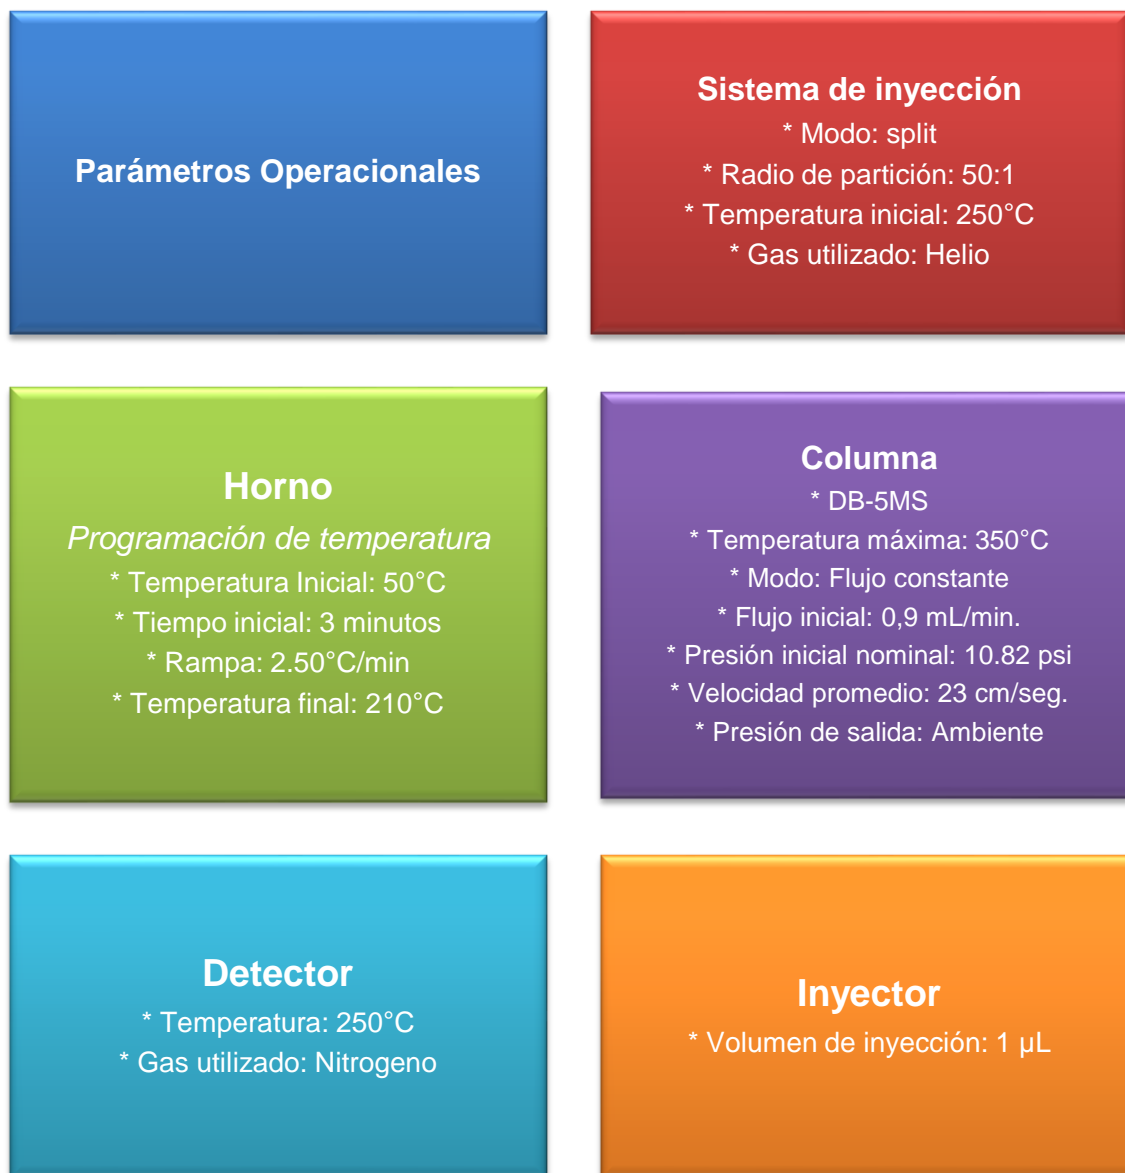 Parámetros Operacionales
Sistema de inyección
* Modo: split
* Radio de partición: 50:1
* Temperatura inicial: 250°C
* Gas utilizado: Helio
Horno
Programación de temperatura
* Temperatura Inicial: 50°C
* Tiempo inicial: 3 minutos
* Rampa: 2.50°C/min
* Temperatura final: 210°C
Columna
* DB-5MS
* Temperatura máxima: 350°C
* Modo: Flujo constante
* Flujo inicial: 0,9 mL/min.
* Presión inicial nominal: 10.82 psi
* Velocidad promedio: 23 cm/seg.
* Presión de salida: Ambiente
Detector
* Temperatura: 250°C
* Gas utilizado: Nitrogeno
Inyector
* Volumen de inyección: 1 µL